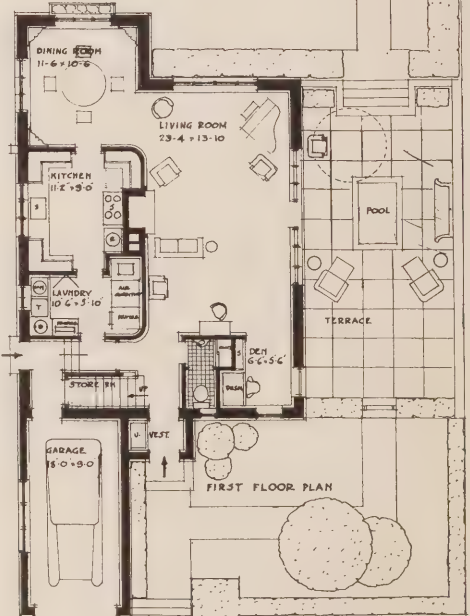 DINING ROOM
11-6 × 10-6
LIVING ROOM
23-4 × 13-10
KITCHEN
11-2 × 9-0
S
S
R
POOL
LAUNDRY
10-6 × 5-10
T
TERRACE
DEN
6-6 × 5-6
S
DESK
STORE RM
UP
U.
VEST.
GARAGE
18-0 × 9-0
FIRST FLOOR PLAN